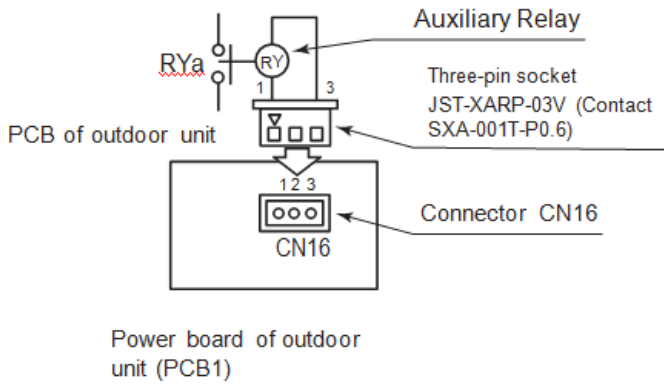 Auxiliary Relay
RYa
RY
1 3
Three-pin socket
JST-XARP-03V (Contact
SXA-001T-P0.6)
PCB of outdoor unit
1 2 3
Connector CN16
CN16
Power board of outdoor
unit (PCB1)